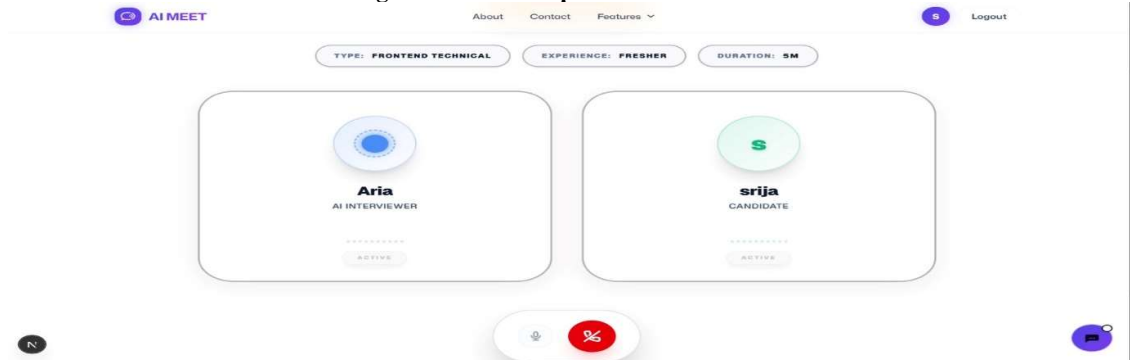 AI MEET About Contact Features S Logout
TYPE: FRONTEND TECHNICAL EXPERIENCE: FRESHER DURATION: 5M
S
Aria srija
AI INTERVIEWER CANDIDATE
ACTIVE ACTIVE
N